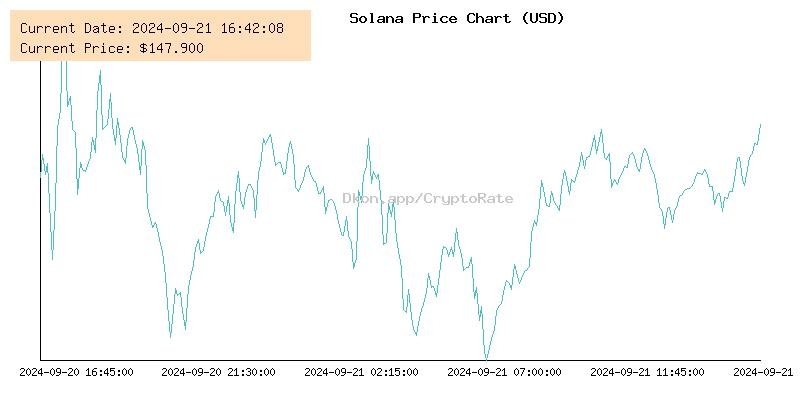 Solana Price Chart (USD)
Current Date: 2024-09-21 16:42:08
Current Price: $147.900
Dkon.app/CryptoRate
2024-09-20 16:45:00 2024-09-20 21:30:00 2024-09-21 02:15:00 2024-09-21 07:00:00 2024-09-21 11:45:00 2024-09-21